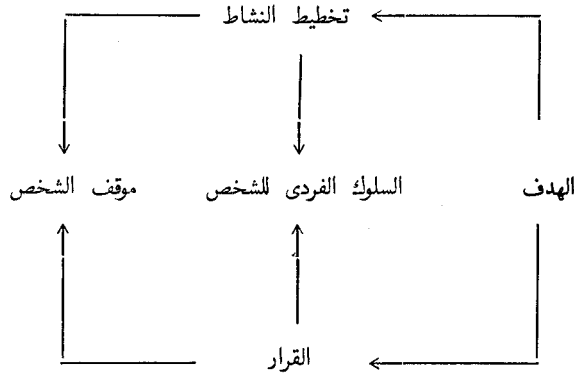 تخطيط النشاط
الهدف السلوك الفردى للشخص موقف الشخص
القرار